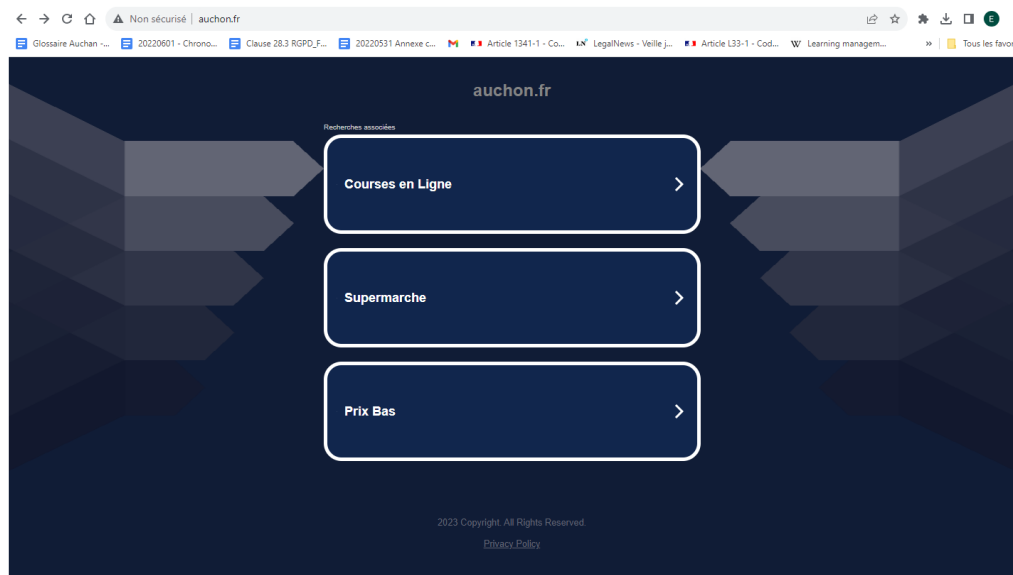 Non sécurisé | auchon.fr
E
Glossaire Auchan -... 20220601 - Chrono... Clause 28.3 RGPD_F... 20220531 Annexe c... Article 1341-1 - Co... LN LegalNews - Veille j... Article L33-1 - Cod... W Learning managem... » Tous les favor
auchon.fr
Recherches associées
Courses en Ligne
Supermarche
Prix Bas
2023 Copyright. All Rights Reserved.
Privacy Policy